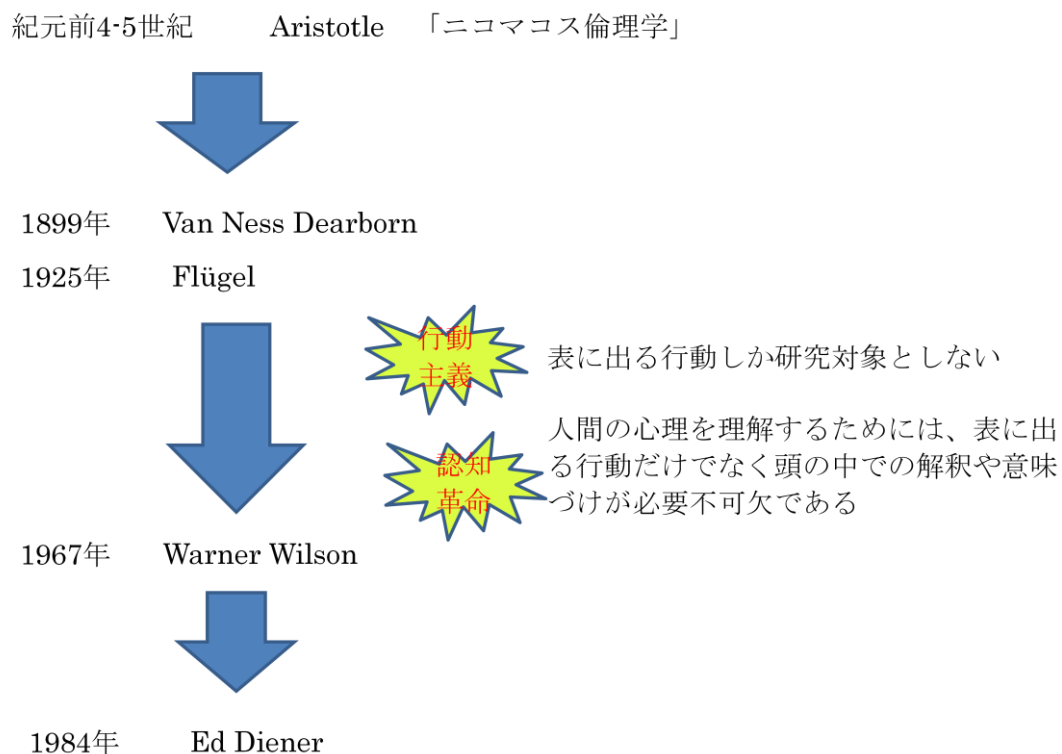 紀元前4-5世紀 Aristotle 「ニコマコス倫理学」
1899年 Van Ness Dearborn
1925年 Flügel
行動
主義
表に出る行動しか研究対象としない
認知
革命
人間の心理を理解するためには、表に出
る行動だけでなく頭の中での解釈や意味
づけが必要不可欠である
1967年 Warner Wilson
1984年 Ed Diener